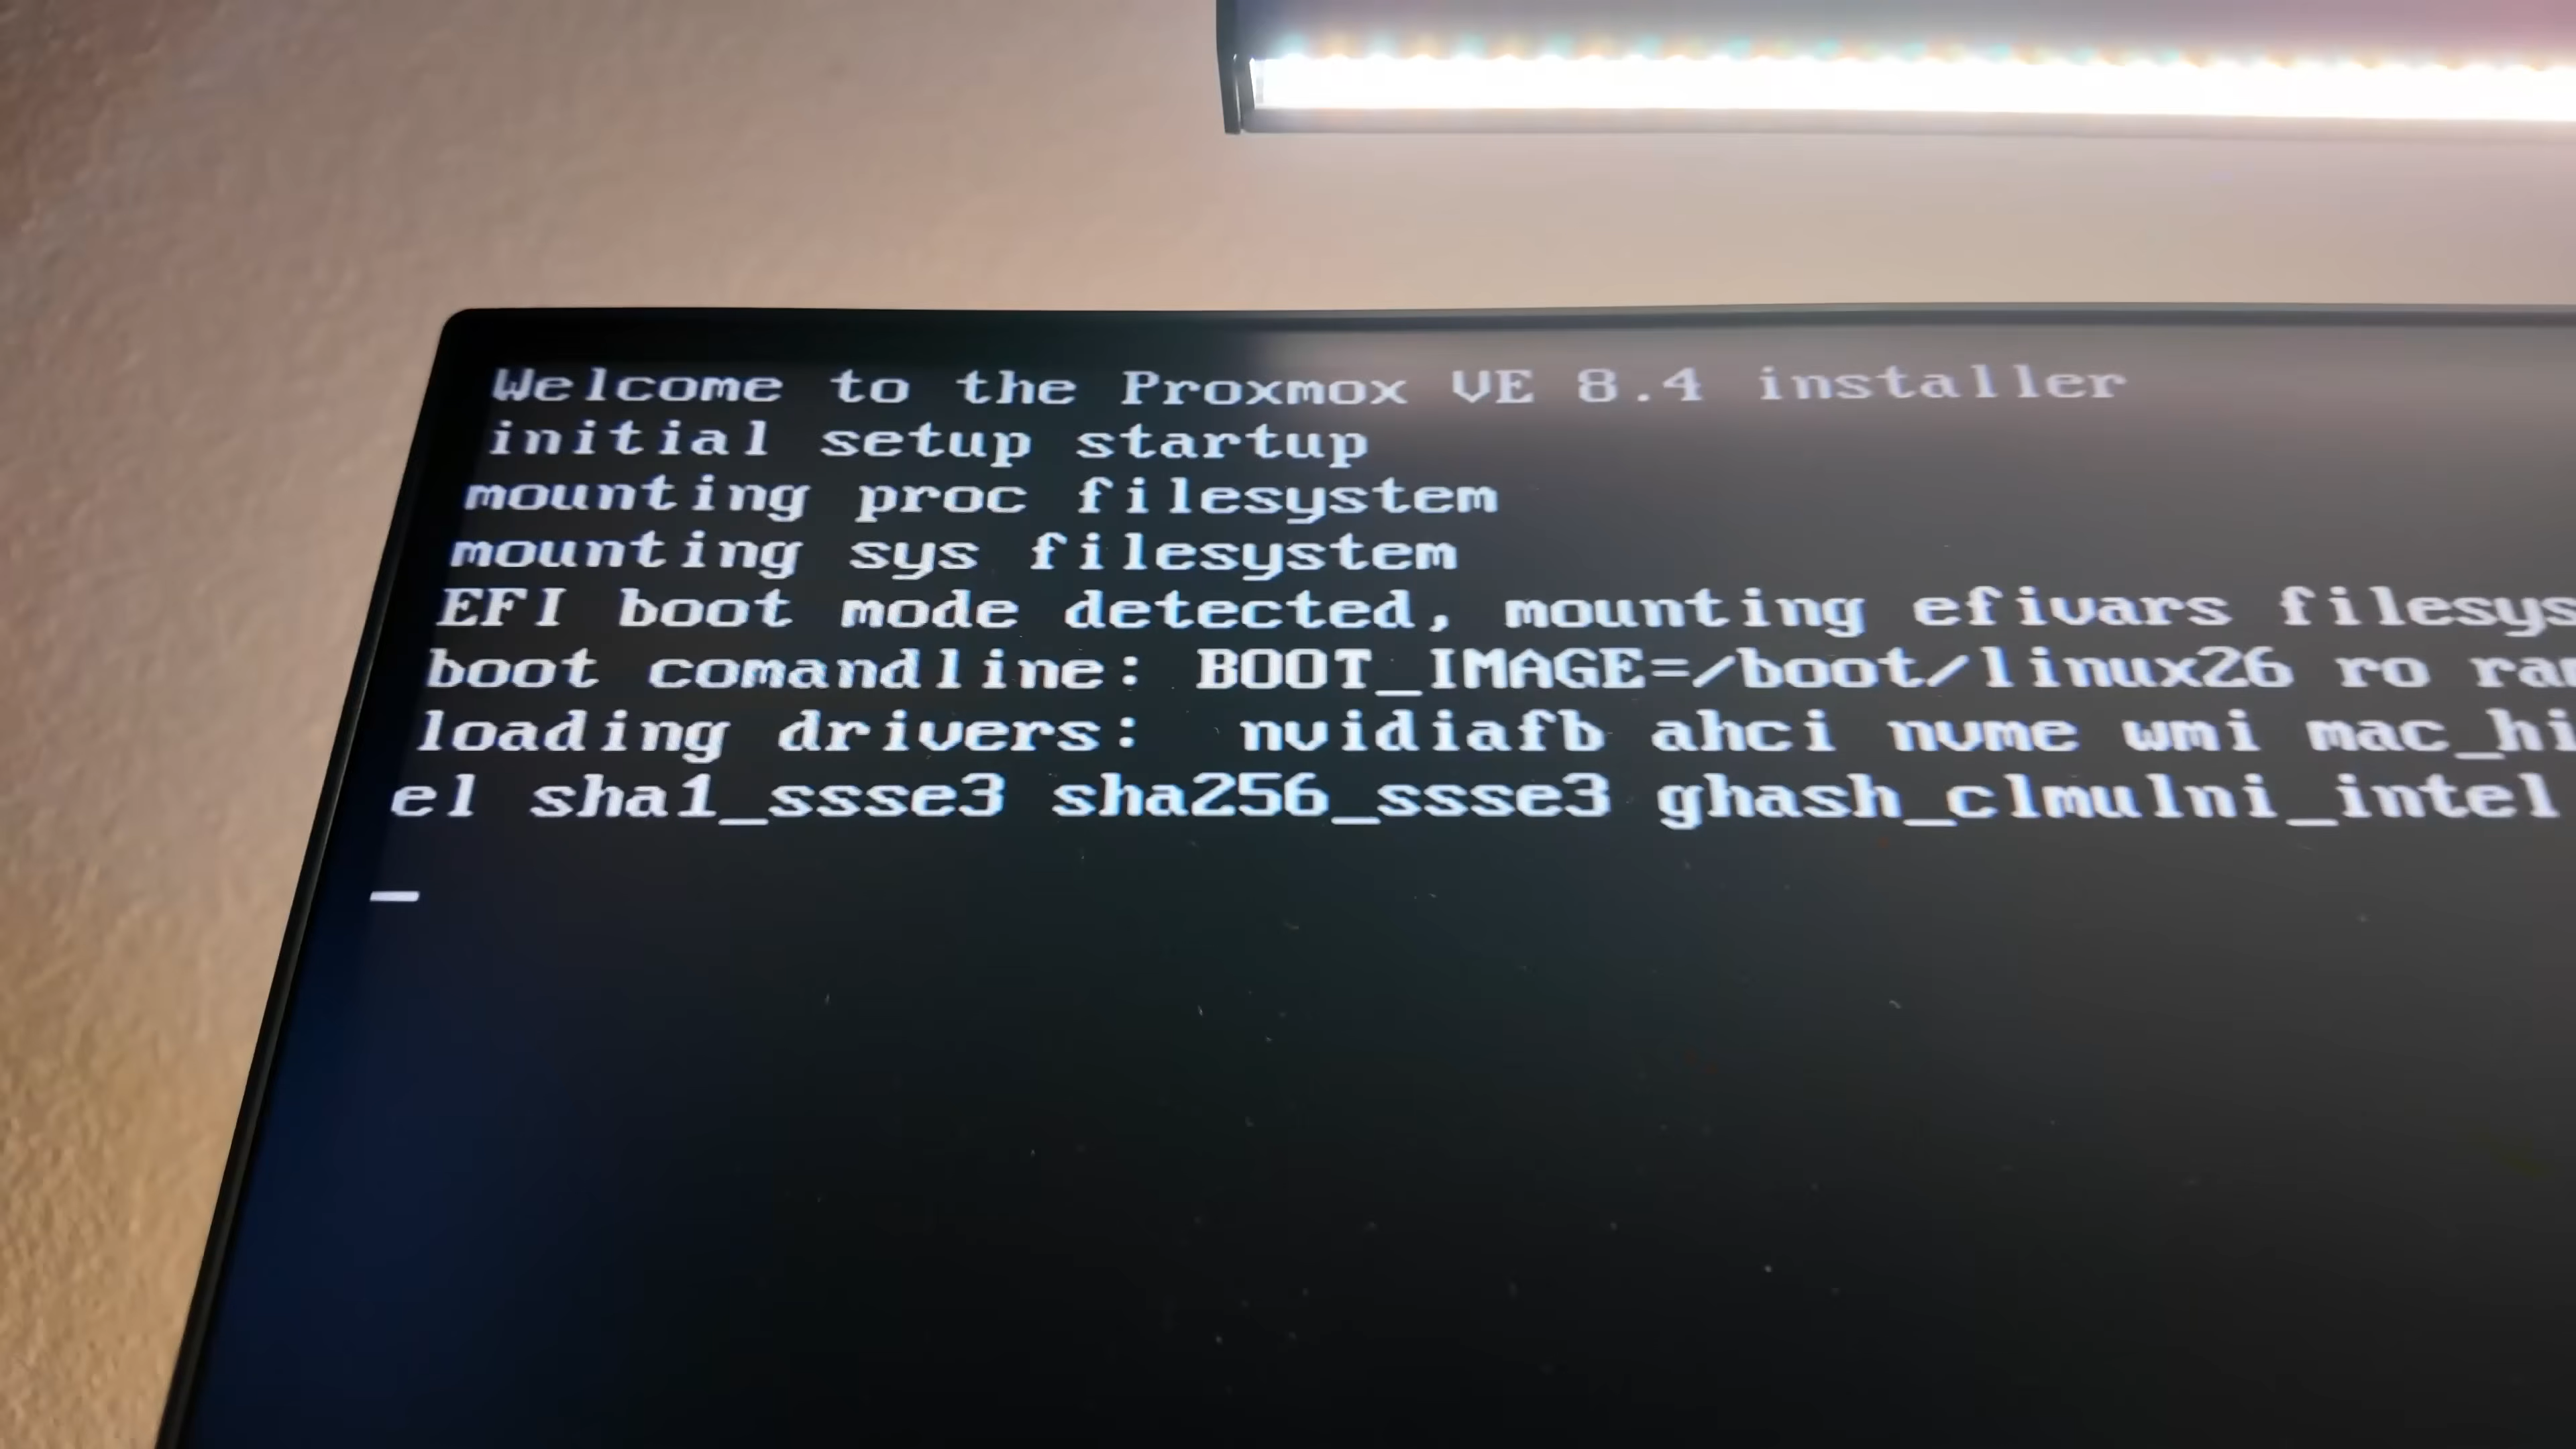 Welcome to the Proxmox VE 8.4 installer
initial setup startup
mounting proc filesystem
mounting sys filesystem
EFI boot mode detected, mounting efivars filesys
boot comandline: BOOT_IMAGE=/boot/linux26 ro ra
loading drivers:  nvidiafb ahci nvme wmi mac_hi
el sha1_ssse3 sha256_ssse3 ghash_clmulni_intel